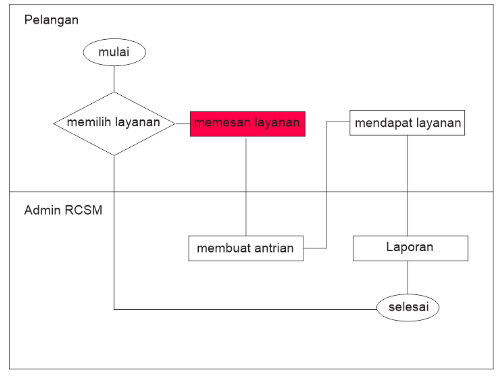 Pelangan
mulai
memilih layanan
memesan layanan
mendapat layanan
Admin RCSM
membuat antrian
Laporan
selesai